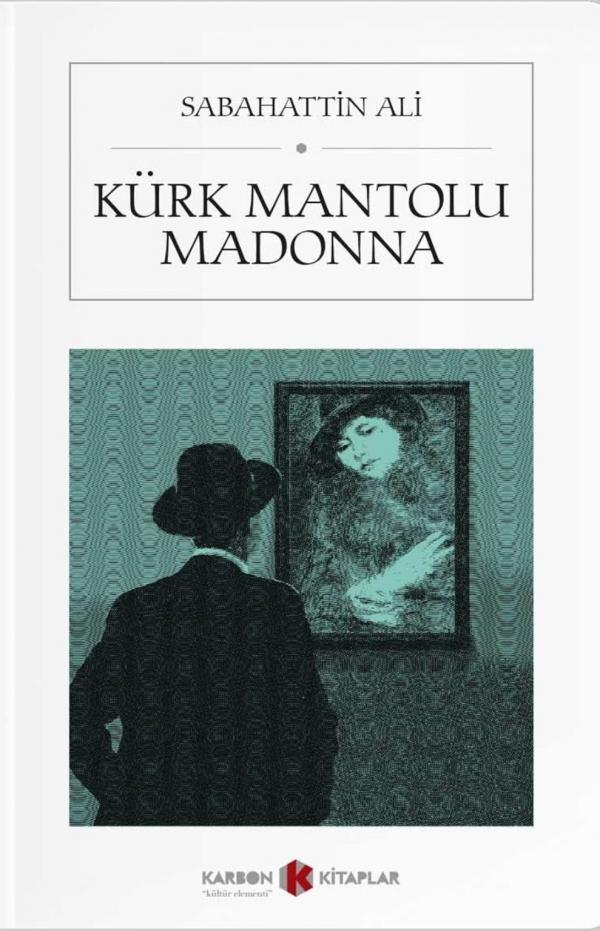 SABAHATTİN ALİ
KÜRK MANTOLU
MADONNA
KARBON K KİTAPLAR
"kültür elementi"